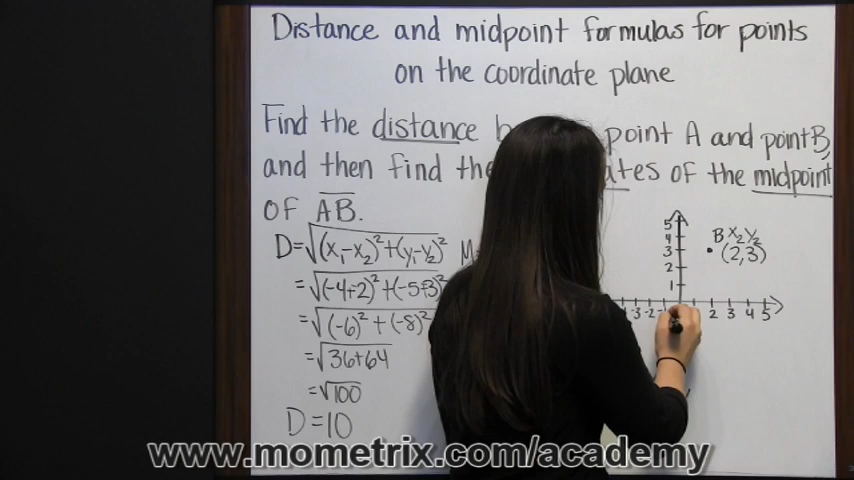 Distance and midpoint formulas for points
on the coordinate plane
Find the distance b point A and point B,
and then find the tes of the midpoint
of AB.
D=√(x₁-x₂)²+(y₁-y₂)² M
=√(-4-2)²+(-5-3)²
=√(-6)²+(-8)²
=√36+64
=√100
D=10
5
4
3
2
1
B x₂ y₂
(2,3)
-3 -2 2 3 4 5
www.mometrix.com/academy